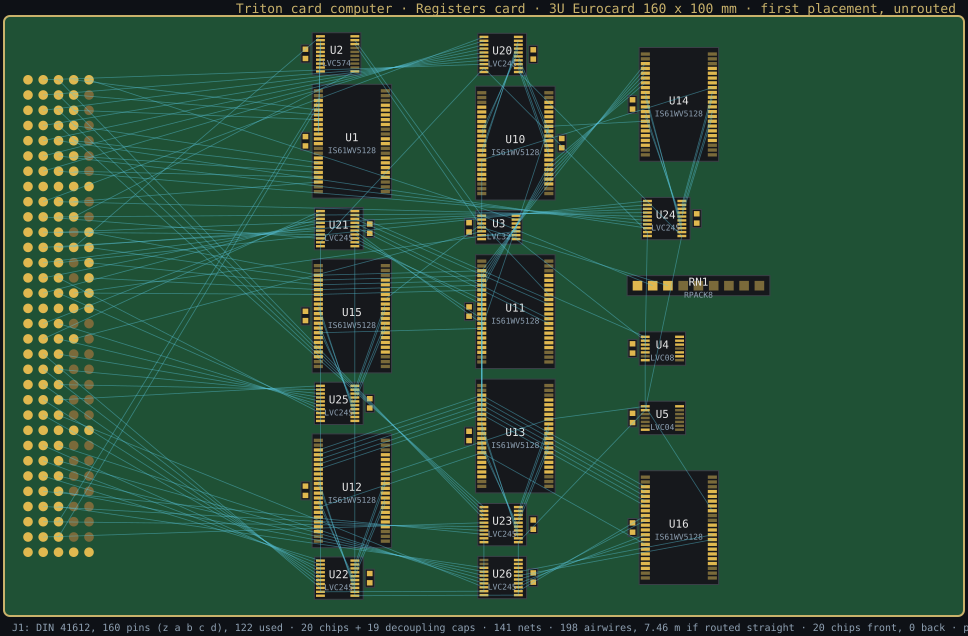 Triton card computer · Registers card · 3U Eurocard 160 x 100 mm · first placement, unrouted
U2
LVC574
U20
LVC245
U14
IS61WV5128
U1
IS61WV5128
U10
IS61WV5128
U21
LVC245
U3
U24
LVC245
RN1
RPACK8
U15
IS61WV5128
U11
IS61WV5128
U4
LVC08
U25
LVC245
U5
LVC04
U13
IS61WV5128
U12
IS61WV5128
U23
LVC245
U16
IS61WV5128
U22
LVC245
U26
LVC245
J1: DIN 41612, 160 pins (z a b c d), 122 used · 20 chips + 19 decoupling caps · 141 nets · 198 airwires, 7.46 m if routed straight · 20 chips front, 0 back ·